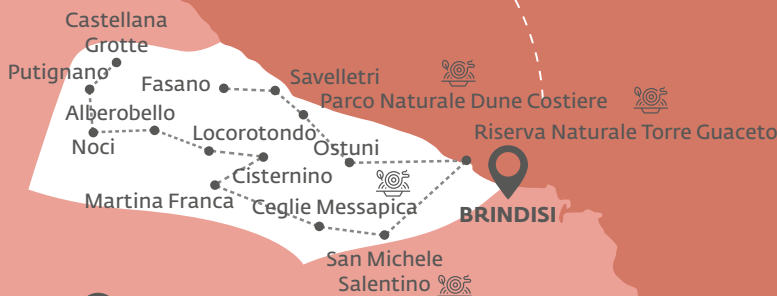 Castellana
Grotte
Putignano
Fasano
Savelletri
Parco Naturale Dune Costiere
Alberobello
Noci
Locorotondo
Ostuni
Riserva Naturale Torre Guaceto
Cisternino
Martina Franca
Ceglie Messapica
BRINDISI
San Michele
Salentino